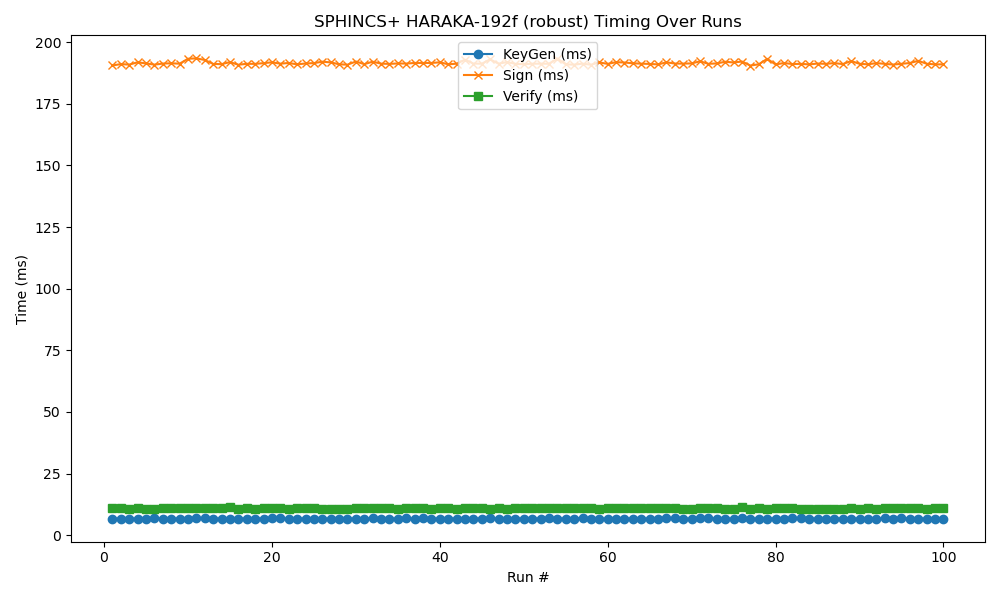 SPHINCS+ HARAKA-192f (robust) Timing Over Runs
KeyGen (ms)
Sign (ms)
Verify (ms)
Time (ms)
200
175
150
125
100
75
50
25
0
0 20 40 60 80 100
Run #